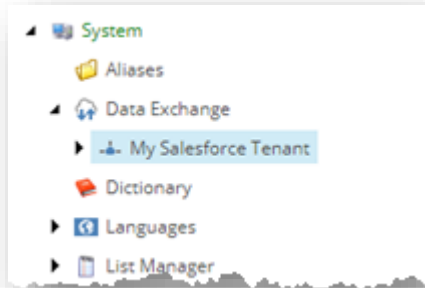 System
Aliases
Data Exchange
My Salesforce Tenant
Dictionary
Languages
List Manager